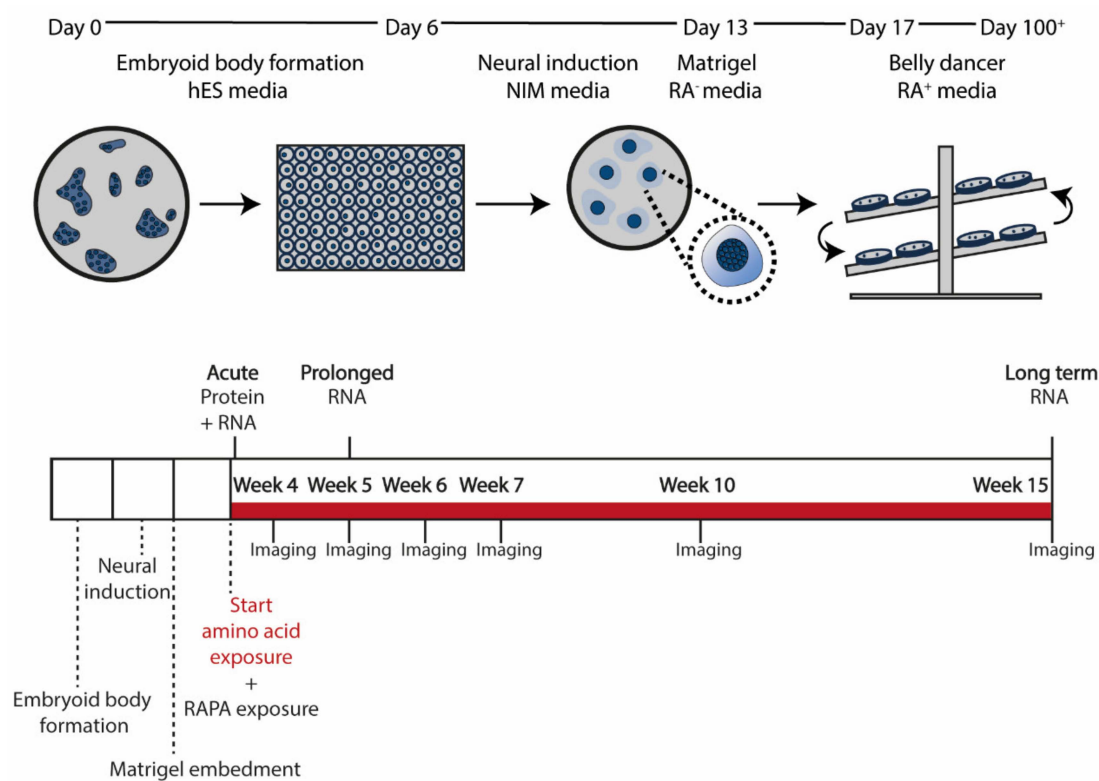 Day 0 Day 6 Day 13 Day 17 Day 100+
Embryoid body formation
hES media
Neural induction
NIM media
Matrigel
RA- media
Belly dancer
RA+ media
Acute
Protein
+ RNA
Prolonged
RNA
Long term
RNA
Week 4 Week 5 Week 6 Week 7 Week 10 Week 15
Imaging Imaging Imaging Imaging Imaging Imaging
Neural
induction
Start
amino acid
exposure
+
RAPA exposure
Embryoid body
formation
Matrigel embedment